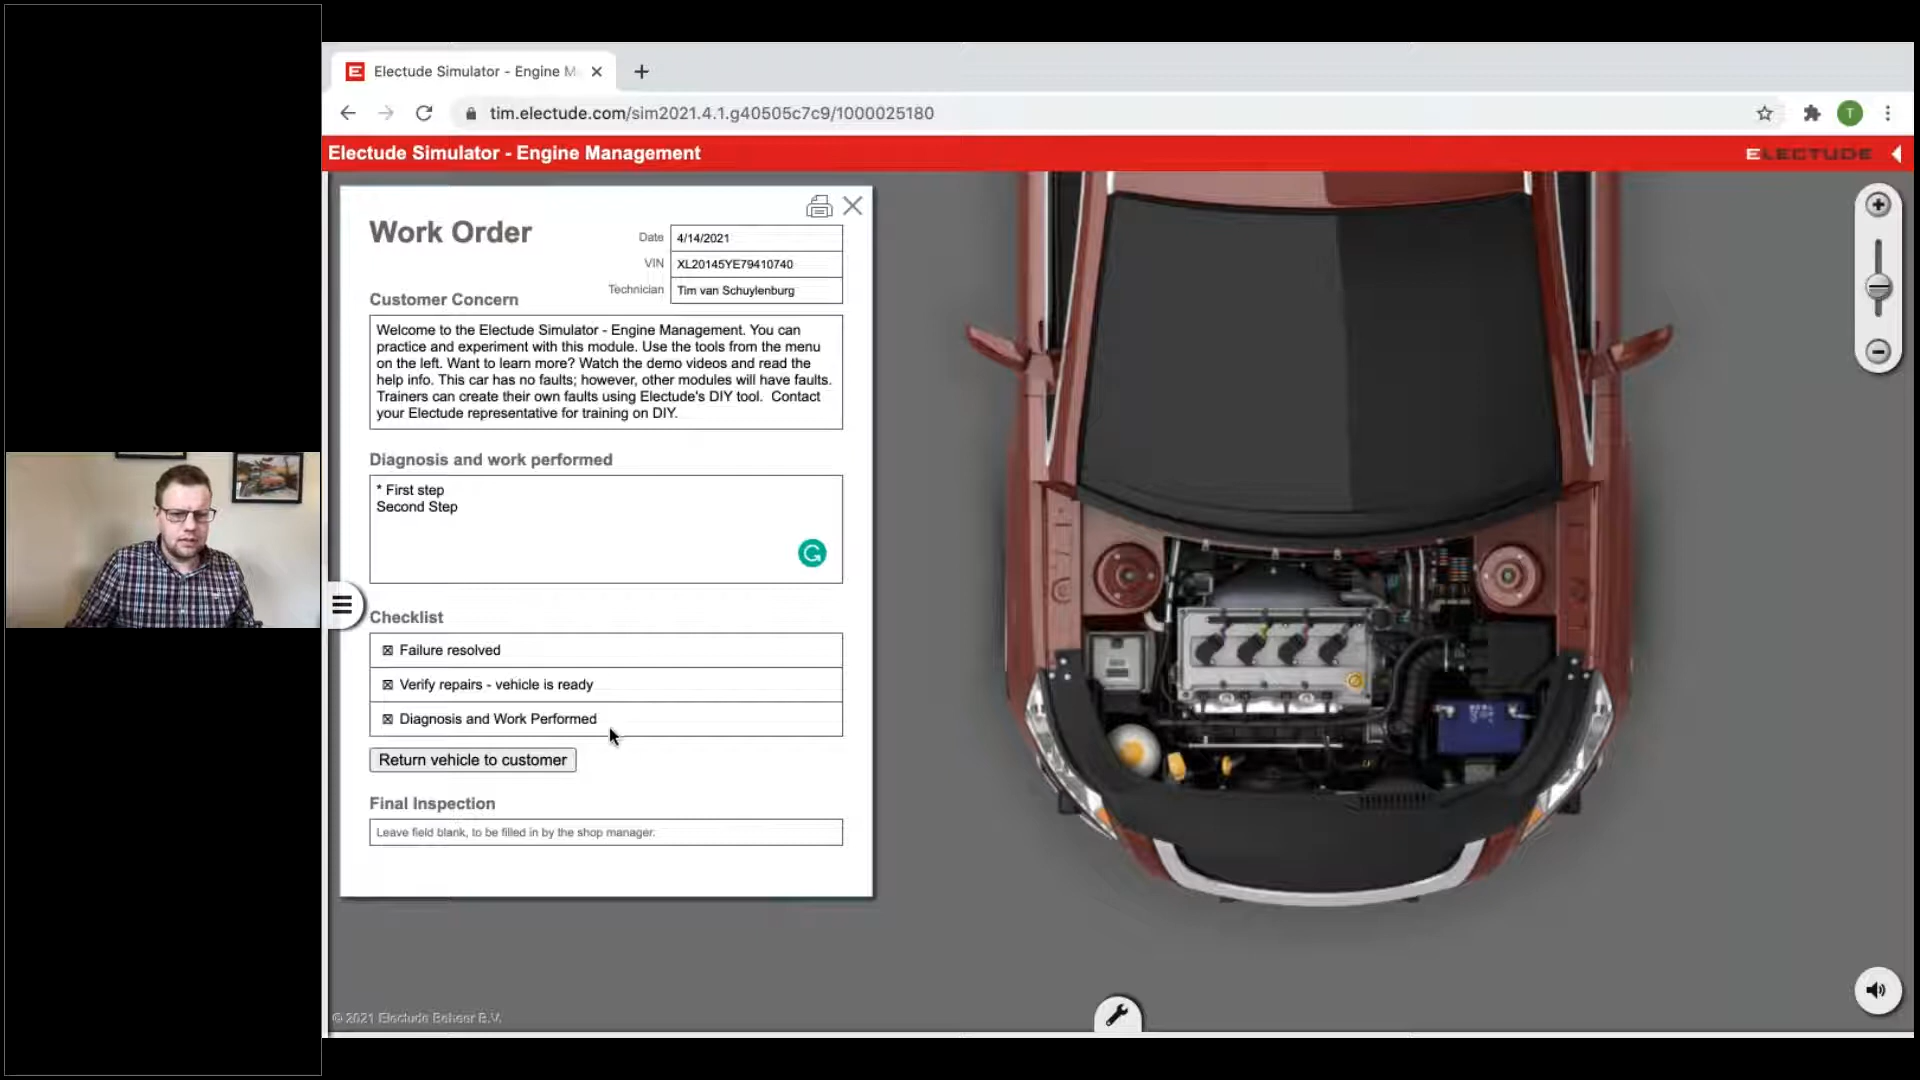 Electude Simulator - Engine M
tim.electude.com/sim2021.4.1.g40505c7c9/1000025180
T
Electude Simulator - Engine Management
ELECTUDE
Work Order
Date 4/14/2021
VIN XL20145YE79410740
Technician Tim van Schuylenburg
Customer Concern
Welcome to the Electude Simulator - Engine Management. You can
practice and experiment with this module. Use the tools from the menu
on the left. Want to learn more? Watch the demo videos and read the
help info. This car has no faults; however, other modules will have faults.
Trainers can create their own faults using Electude's DIY tool. Contact
your Electude representative for training on DIY.
Diagnosis and work performed
* First step
Second Step
Checklist
Failure resolved
Verify repairs - vehicle is ready
Diagnosis and Work Performed
Return vehicle to customer
Final Inspection
Leave field blank, to be filled in by the shop manager.
© 2021 Electude Beheer B.V.